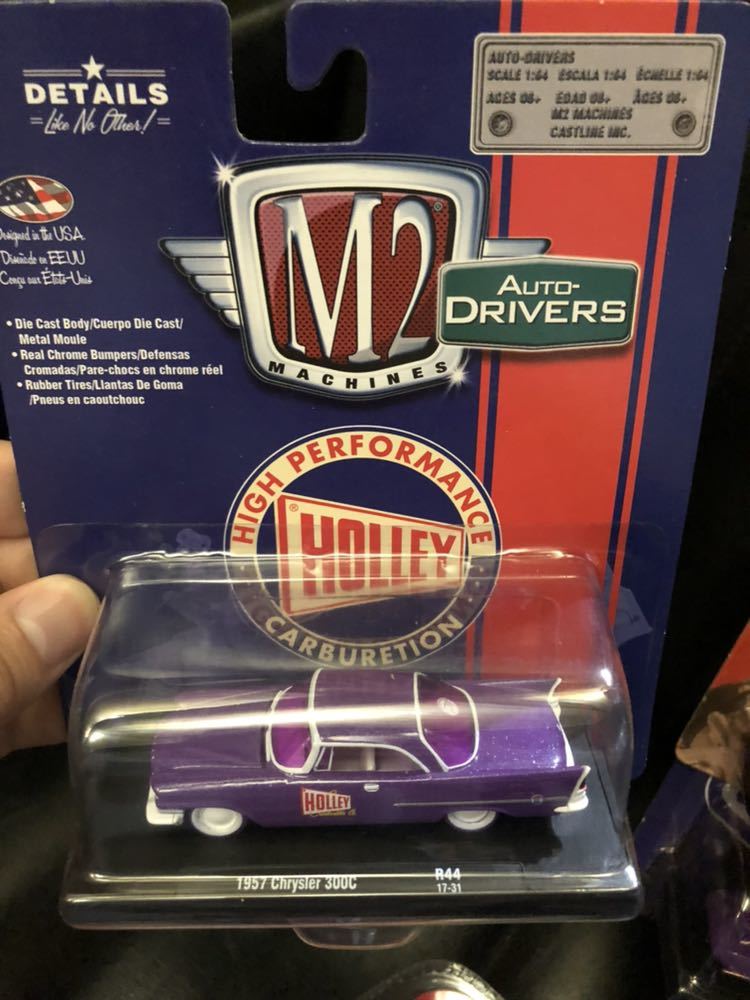 DETAILS
Like No Other!
AUTO-DRIVERS
SCALE 1:64 ESCALA 1:64 ÉCHELLE 1:64
AGES 08+ EDAD 08+ ÂGES 08+
M2 MACHINES
CASTLINE INC.
Designed in the USA
Diseñado en EEUU
Conçu aux États-Unis
M2
®
MACHINES
AUTO-
DRIVERS
• Die Cast Body/Cuerpo Die Cast/
Metal Moule
• Real Chrome Bumpers/Defensas
Cromadas/Pare-chocs en chrome réel
• Rubber Tires/Llantas De Goma
/Pneus en caoutchouc
HIGH PERFORMANCE
®
HOLLEY
CARBURETION
HOLLEY
1957 Chrysler 300C
R44
17-31